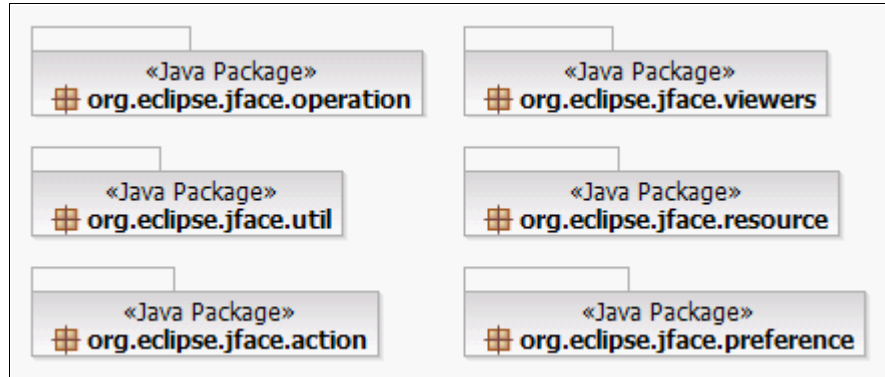 «Java Package»
org.eclipse.jface.operation
«Java Package»
org.eclipse.jface.viewers
«Java Package»
org.eclipse.jface.util
«Java Package»
org.eclipse.jface.resource
«Java Package»
org.eclipse.jface.action
«Java Package»
org.eclipse.jface.preference